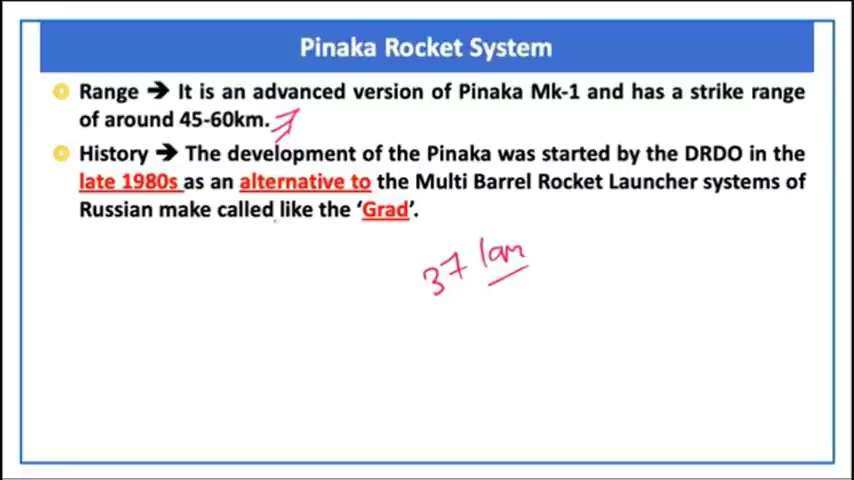 Pinaka Rocket System
Range ➔ It is an advanced version of Pinaka Mk-1 and has a strike range
of around 45-60km.
History ➔ The development of the Pinaka was started by the DRDO in the
late 1980s as an alternative to the Multi Barrel Rocket Launcher systems of
Russian make called like the ‘Grad’.
37 km